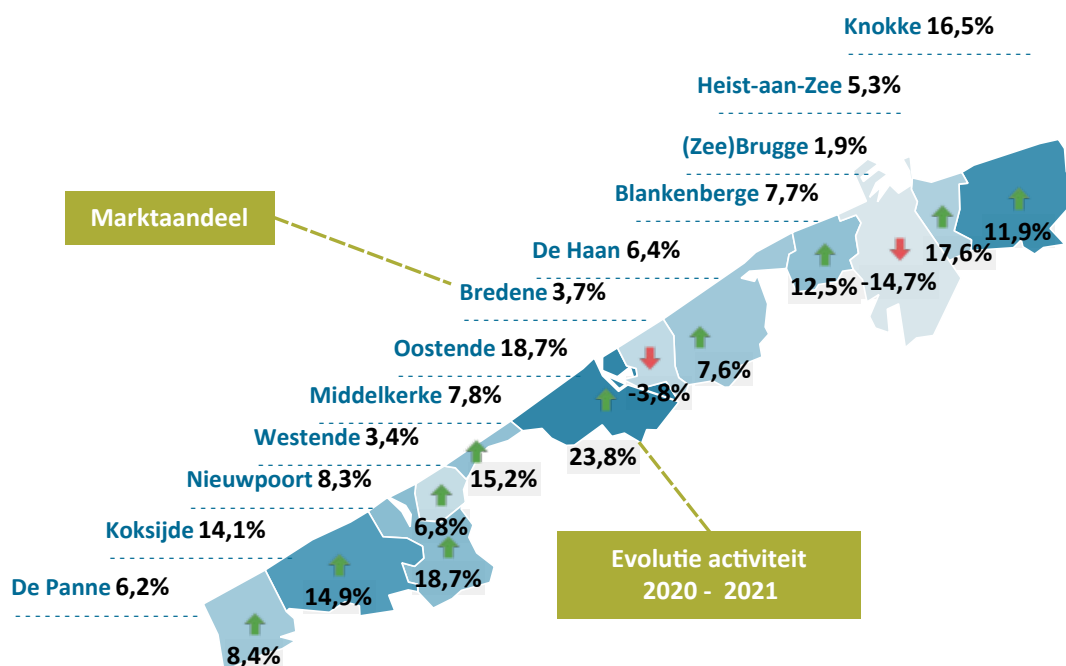 Knokke 16,5%
Heist-aan-Zee 5,3%
(Zee)Brugge 1,9%
Blankenberge 7,7%
Marktaandeel
De Haan 6,4%
Bredene 3,7%
Oostende 18,7%
Middelkerke 7,8%
Westende 3,4%
Nieuwpoort 8,3%
Koksijde 14,1%
De Panne 6,2%
11,9%
17,6%
-14,7%
12,5%
7,6%
-3,8%
23,8%
15,2%
6,8%
18,7%
14,9%
8,4%
Evolutie activiteit
2020 - 2021